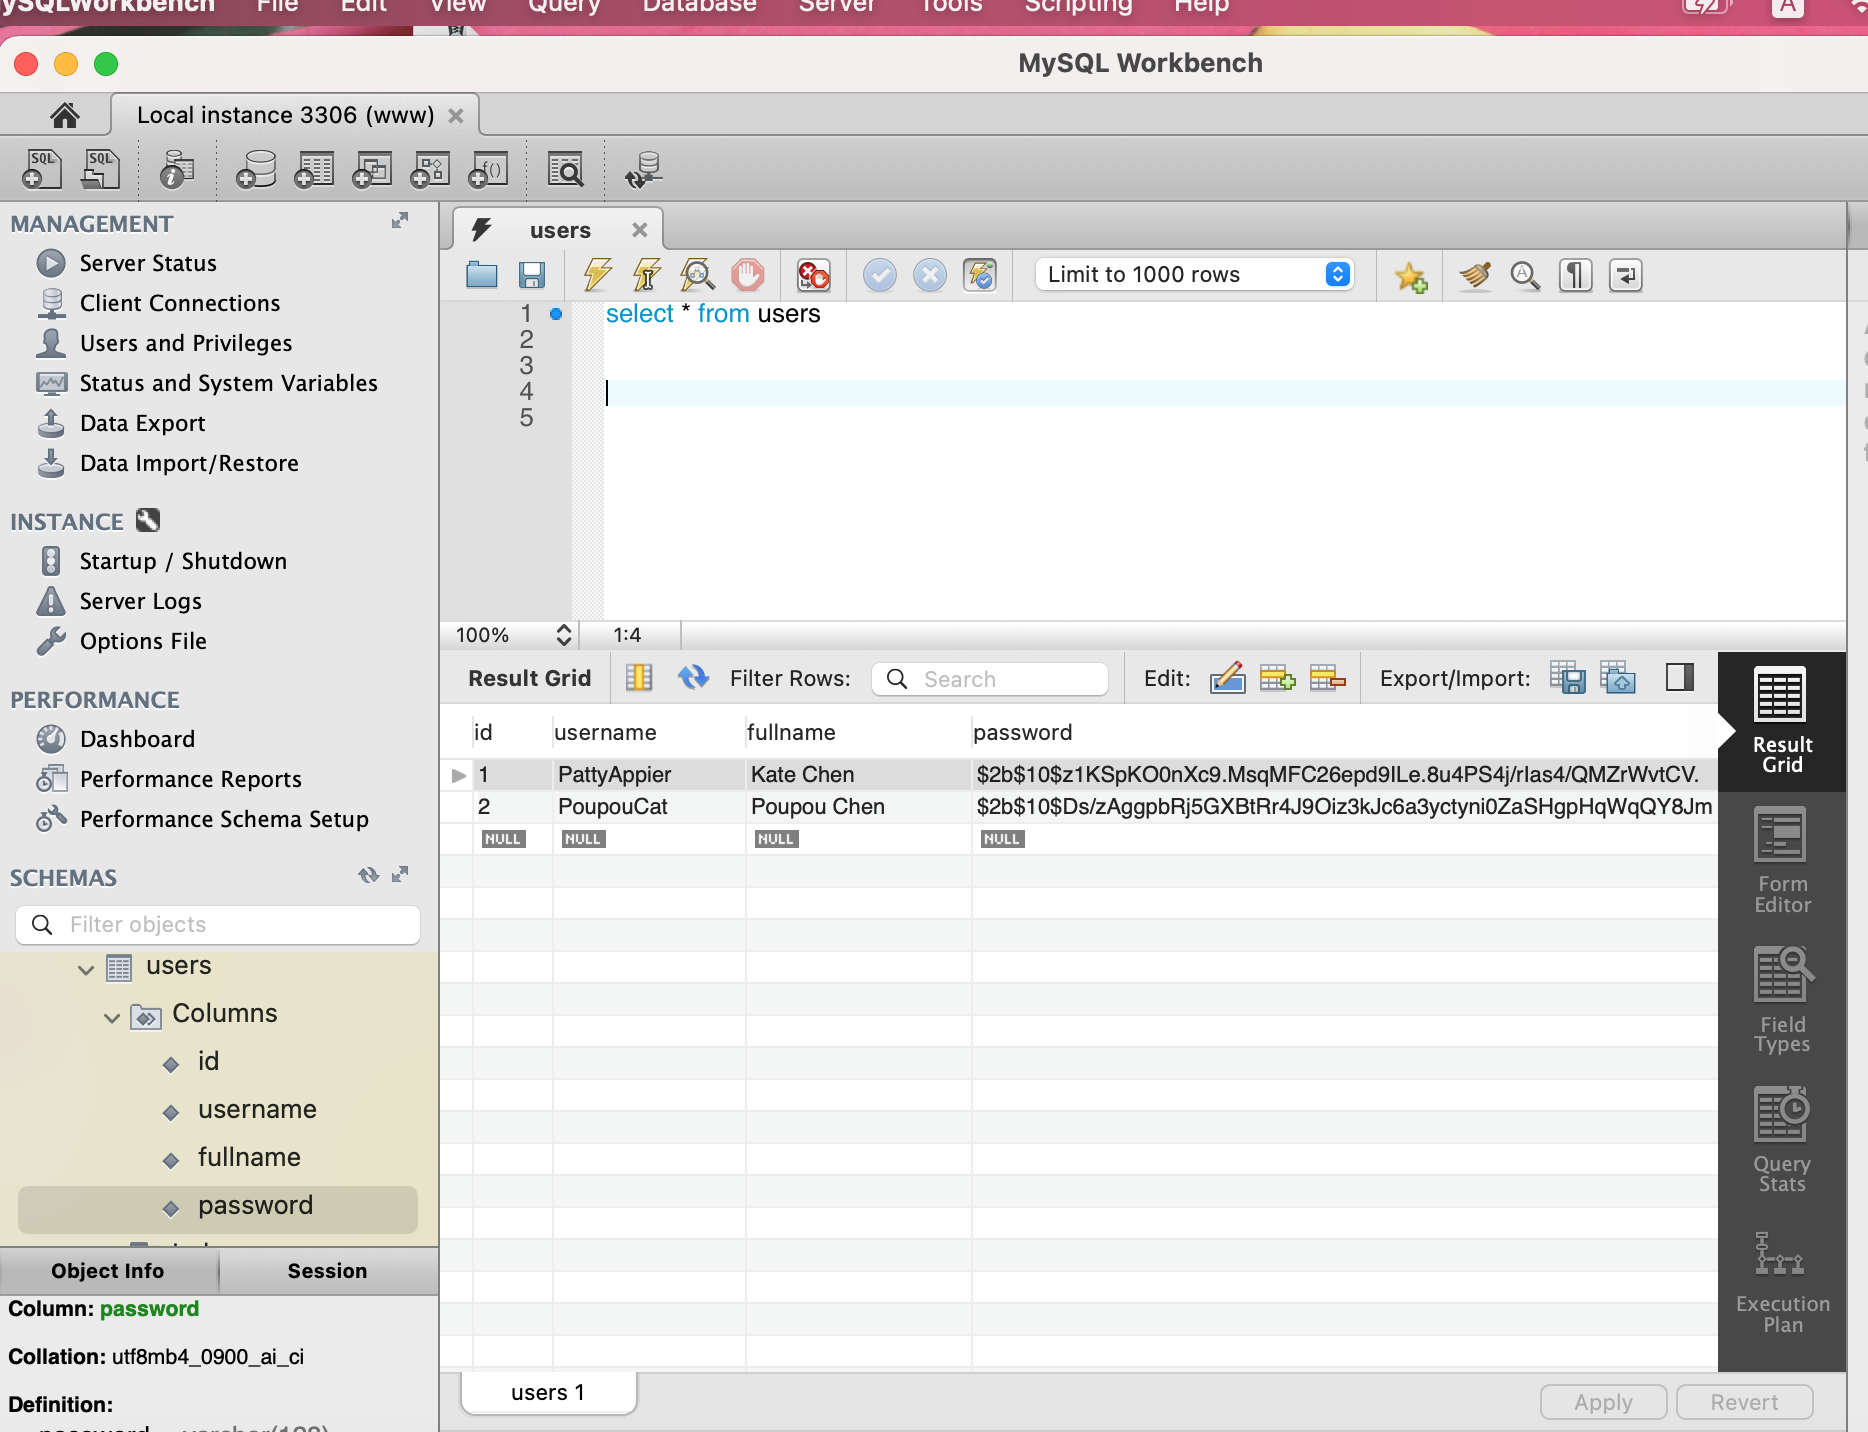 ySQLWorkbench File Edit View Query Database Server Tools Scripting Help A
MySQL Workbench
Local instance 3306 (www)
SQL SQL
MANAGEMENT
Server Status
Client Connections
Users and Privileges
Status and System Variables
Data Export
Data Import/Restore
INSTANCE
Startup / Shutdown
Server Logs
Options File
PERFORMANCE
Dashboard
Performance Reports
Performance Schema Setup
SCHEMAS
Filter objects
users
Columns
id
username
fullname
password
Object Info Session
Column: password
Collation: utf8mb4_0900_ai_ci
Definition:
password varchar(100)
users
Limit to 1000 rows
1 select * from users
2
3
4
5
100% 1:4
Result Grid Filter Rows: Search Edit: Export/Import:
id username fullname password
1 PattyAppier Kate Chen $2b$10$z1KSpKO0nXc9.MsqMFC26epd9ILe.8u4PS4j/rIas4/QMZrWvtCV.
2 PoupouCat Poupou Chen $2b$10$Ds/zAggpbRj5GXBtRr4J9Oiz3kJc6a3yctyni0ZaSHgpHqWqQY8Jm
NULL NULL NULL NULL
Result
Grid
Form
Editor
Field
Types
Query
Stats
Execution
Plan
users 1
Apply Revert